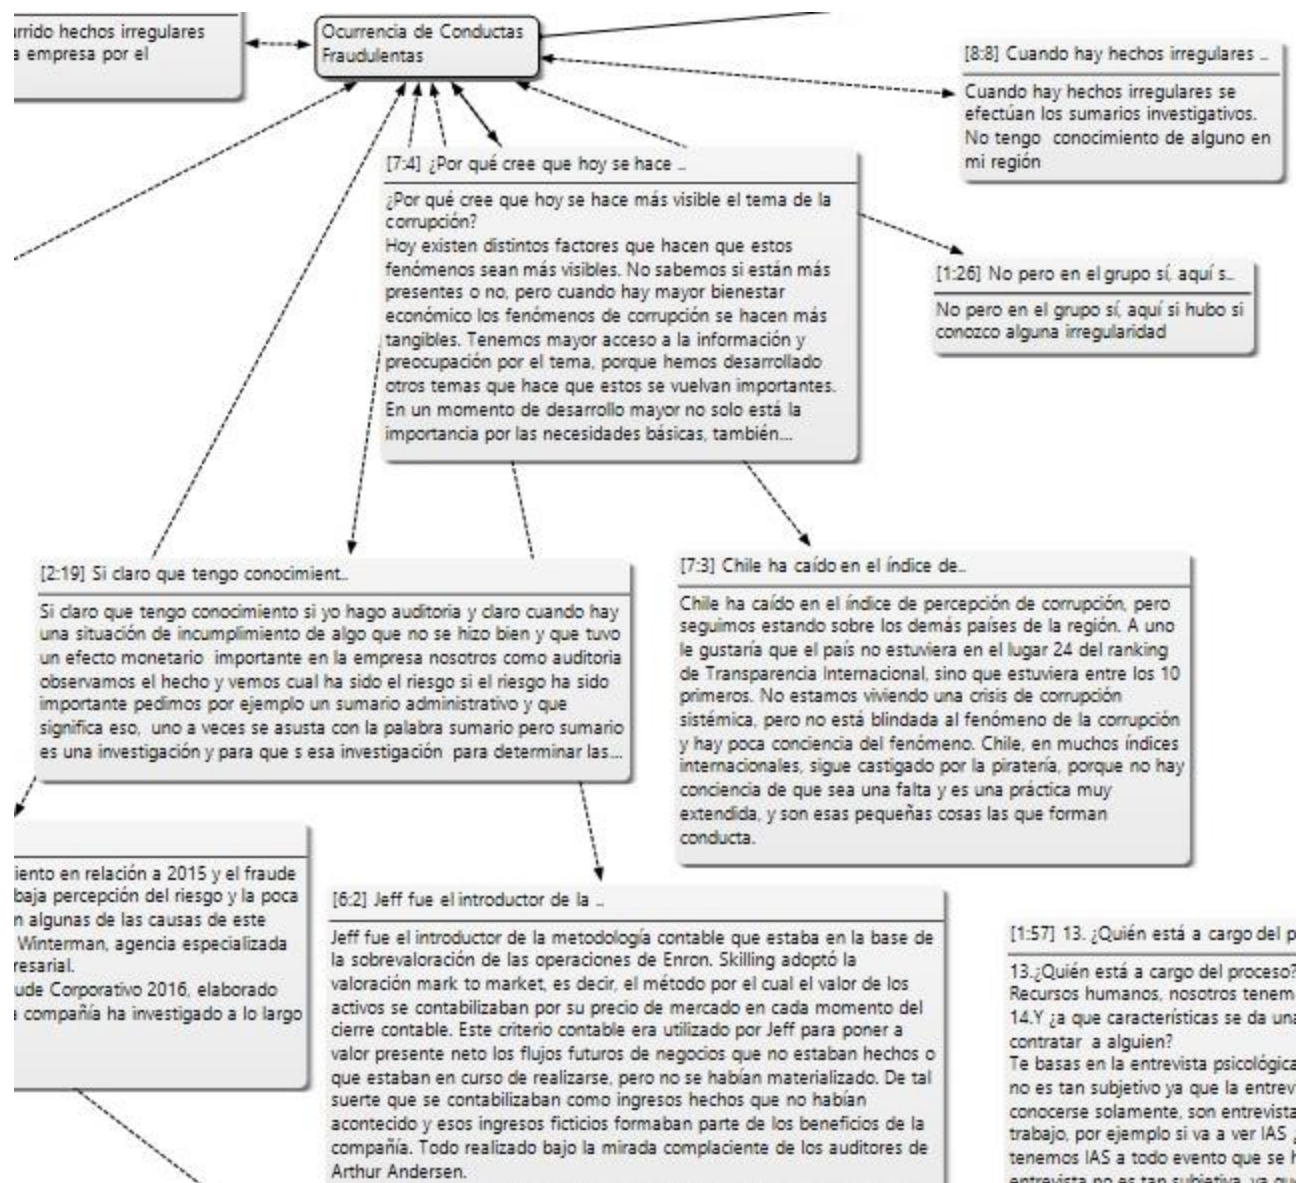 hechos irregulares
empresa por el
Ocurrencia de Conductas
Fraudulentas
[8:8] Cuando hay hechos irregulares ..
Cuando hay hechos irregulares se
efectúan los sumarios investigativos.
No tengo conocimiento de alguno en
mi región
[7:4] ¿Por qué cree que hoy se hace ..
¿Por qué cree que hoy se hace más visible el tema de la
corrupción?
Hoy existen distintos factores que hacen que estos
fenómenos sean más visibles. No sabemos si están más
presentes o no, pero cuando hay mayor bienestar
económico los fenómenos de corrupción se hacen más
tangibles. Tenemos mayor acceso a la información y
preocupación por el tema, porque hemos desarrollado
otros temas que hace que estos se vuelvan importantes.
En un momento de desarrollo mayor no solo está la
importancia por las necesidades básicas, también...
[1:26] No pero en el grupo sí, aquí s..
No pero en el grupo sí, aquí si hubo si
conozco alguna irregularidad
[2:19] Si claro que tengo conocimient..
Si claro que tengo conocimiento si yo hago auditoria y claro cuando hay
una situación de incumplimiento de algo que no se hizo bien y que tuvo
un efecto monetario importante en la empresa nosotros como auditoria
observamos el hecho y vemos cual ha sido el riesgo si el riesgo ha sido
importante pedimos por ejemplo un sumario administrativo y que
significa eso, uno a veces se asusta con la palabra sumario pero sumario
es una investigación y para que s esa investigación para determinar las...
[7:3] Chile ha caído en el índice de..
Chile ha caído en el índice de percepción de corrupción, pero
seguimos estando sobre los demás países de la región. A uno
le gustaría que el país no estuviera en el lugar 24 del ranking
de Transparencia Internacional, sino que estuviera entre los 10
primeros. No estamos viviendo una crisis de corrupción
sistémica, pero no está blindada al fenómeno de la corrupción
y hay poca conciencia del fenómeno. Chile, en muchos índices
internacionales, sigue castigado por la piratería, porque no hay
conciencia de que sea una falta y es una práctica muy
extendida, y son esas pequeñas cosas las que forman
conducta.
iento en relación a 2015 y el fraude
baja percepción del riesgo y la poca
n algunas de las causas de este
Winterman, agencia especializada
resarial.
ude Corporativo 2016, elaborado
compañía ha investigado a lo largo
[6:2] Jeff fue el introductor de la ..
Jeff fue el introductor de la metodología contable que estaba en la base de
la sobrevaloración de las operaciones de Enron. Skilling adoptó la
valoración mark to market, es decir, el método por el cual el valor de los
activos se contabilizaban por su precio de mercado en cada momento del
cierre contable. Este criterio contable era utilizado por Jeff para poner a
valor presente neto los flujos futuros de negocios que no estaban hechos o
que estaban en curso de realizarse, pero no se habían materializado. De tal
suerte que se contabilizaban como ingresos hechos que no habían
acontecido y esos ingresos ficticios formaban parte de los beneficios de la
compañía. Todo realizado bajo la mirada complaciente de los auditores de
Arthur Andersen.
[1:57] 13. ¿Quién está a cargo del p
13.¿Quién está a cargo del proceso?
Recursos humanos, nosotros tenem
14.Y ¿a que características se da una
contratar a alguien?
Te basas en la entrevista psicológica
no es tan subjetivo ya que la entrev
conocerse solamente, son entrevista
trabajo, por ejemplo si va a ver IAS ¿
tenemos IAS a todo evento que se h
entrevista no es tan subjetiva, ya que